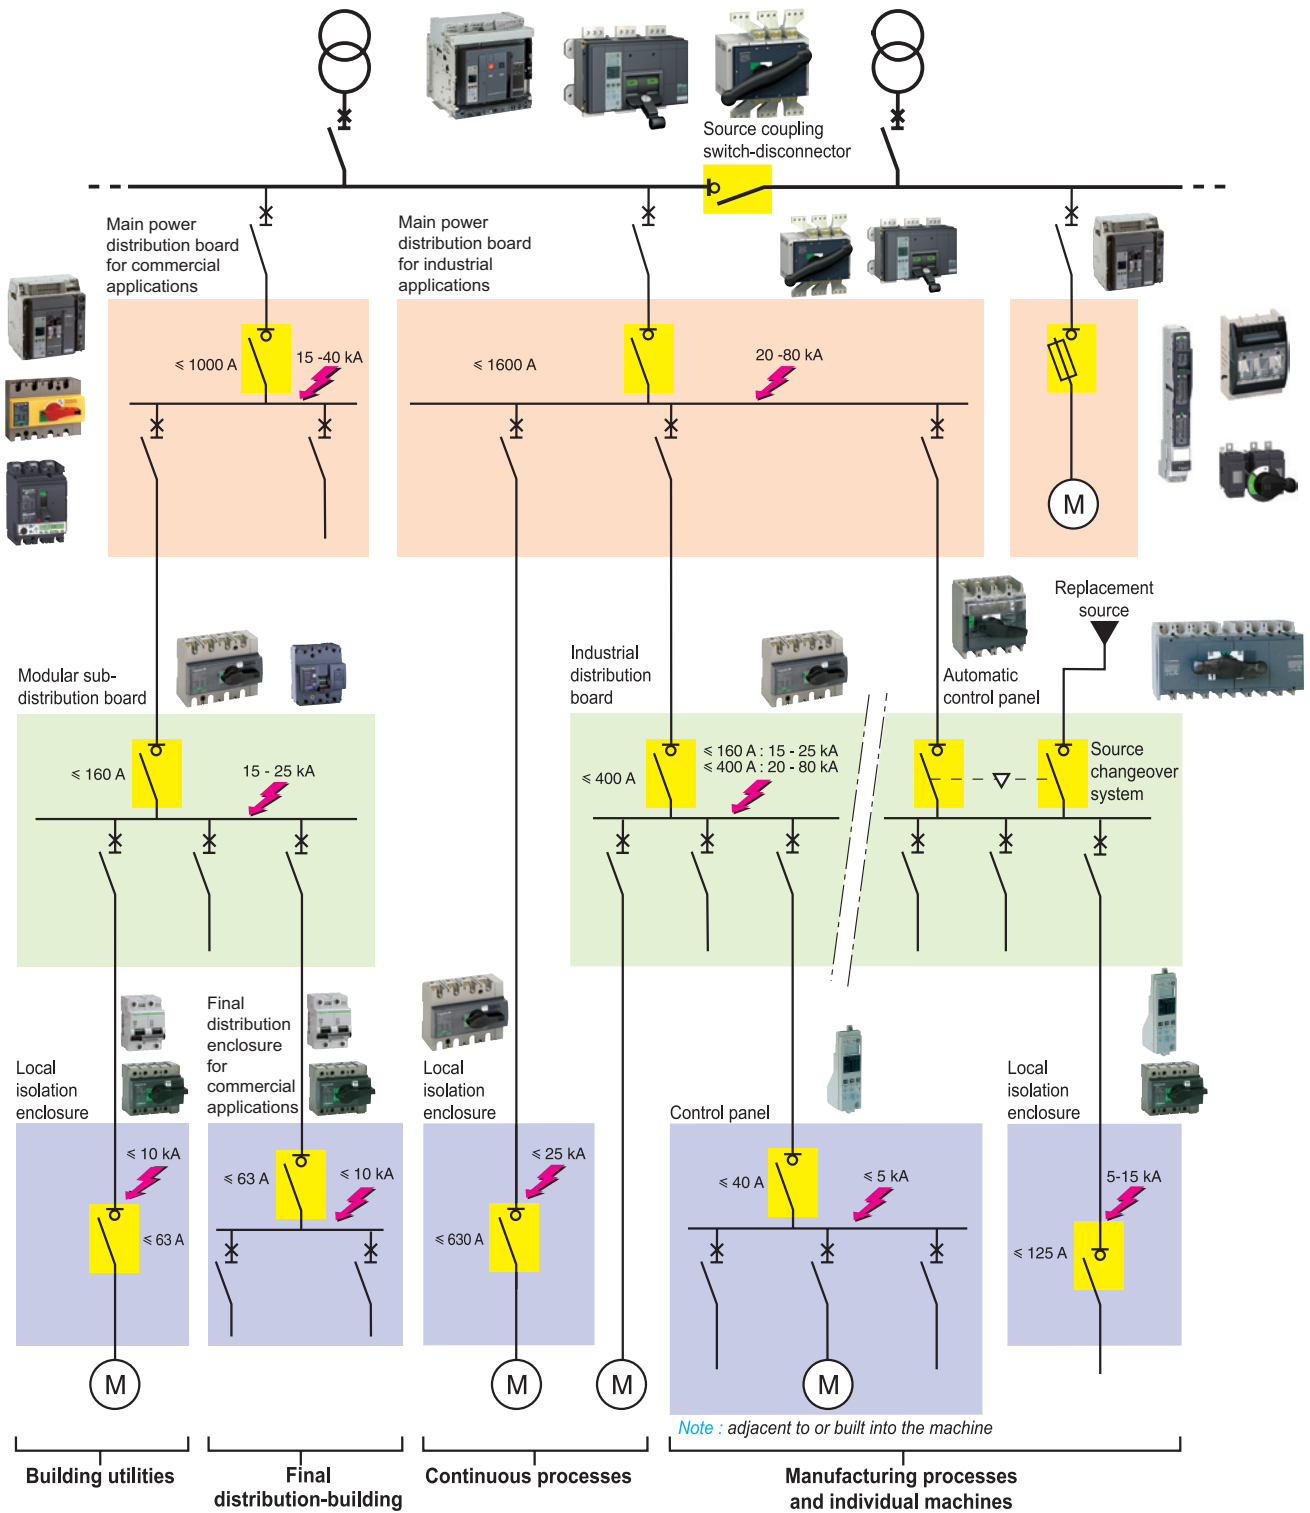 Source coupling
switch-disconnector
Main power
distribution board
for commercial
applications
Main power
distribution board
for industrial
applications
≤ 1000 A
15 -40 kA
≤ 1600 A
20 -80 kA
M
Replacement
source
Modular sub-
distribution board
Industrial
distribution
board
Automatic
control panel
≤ 160 A
15 - 25 kA
≤ 400 A
≤ 160 A : 15 - 25 kA
≤ 400 A : 20 - 80 kA
Source
changeover
system
Local
isolation
enclosure
Final
distribution
enclosure
for
commercial
applications
Local
isolation
enclosure
Control panel
Local
isolation
enclosure
≤ 10 kA
≤ 63 A
≤ 63 A
≤ 10 kA
≤ 25 kA
≤ 630 A
≤ 40 A
≤ 5 kA
5-15 kA
≤ 125 A
M
M
M
M
Note : adjacent to or built into the machine
Building utilities
Final
distribution-building
Continuous processes
Manufacturing processes
and individual machines